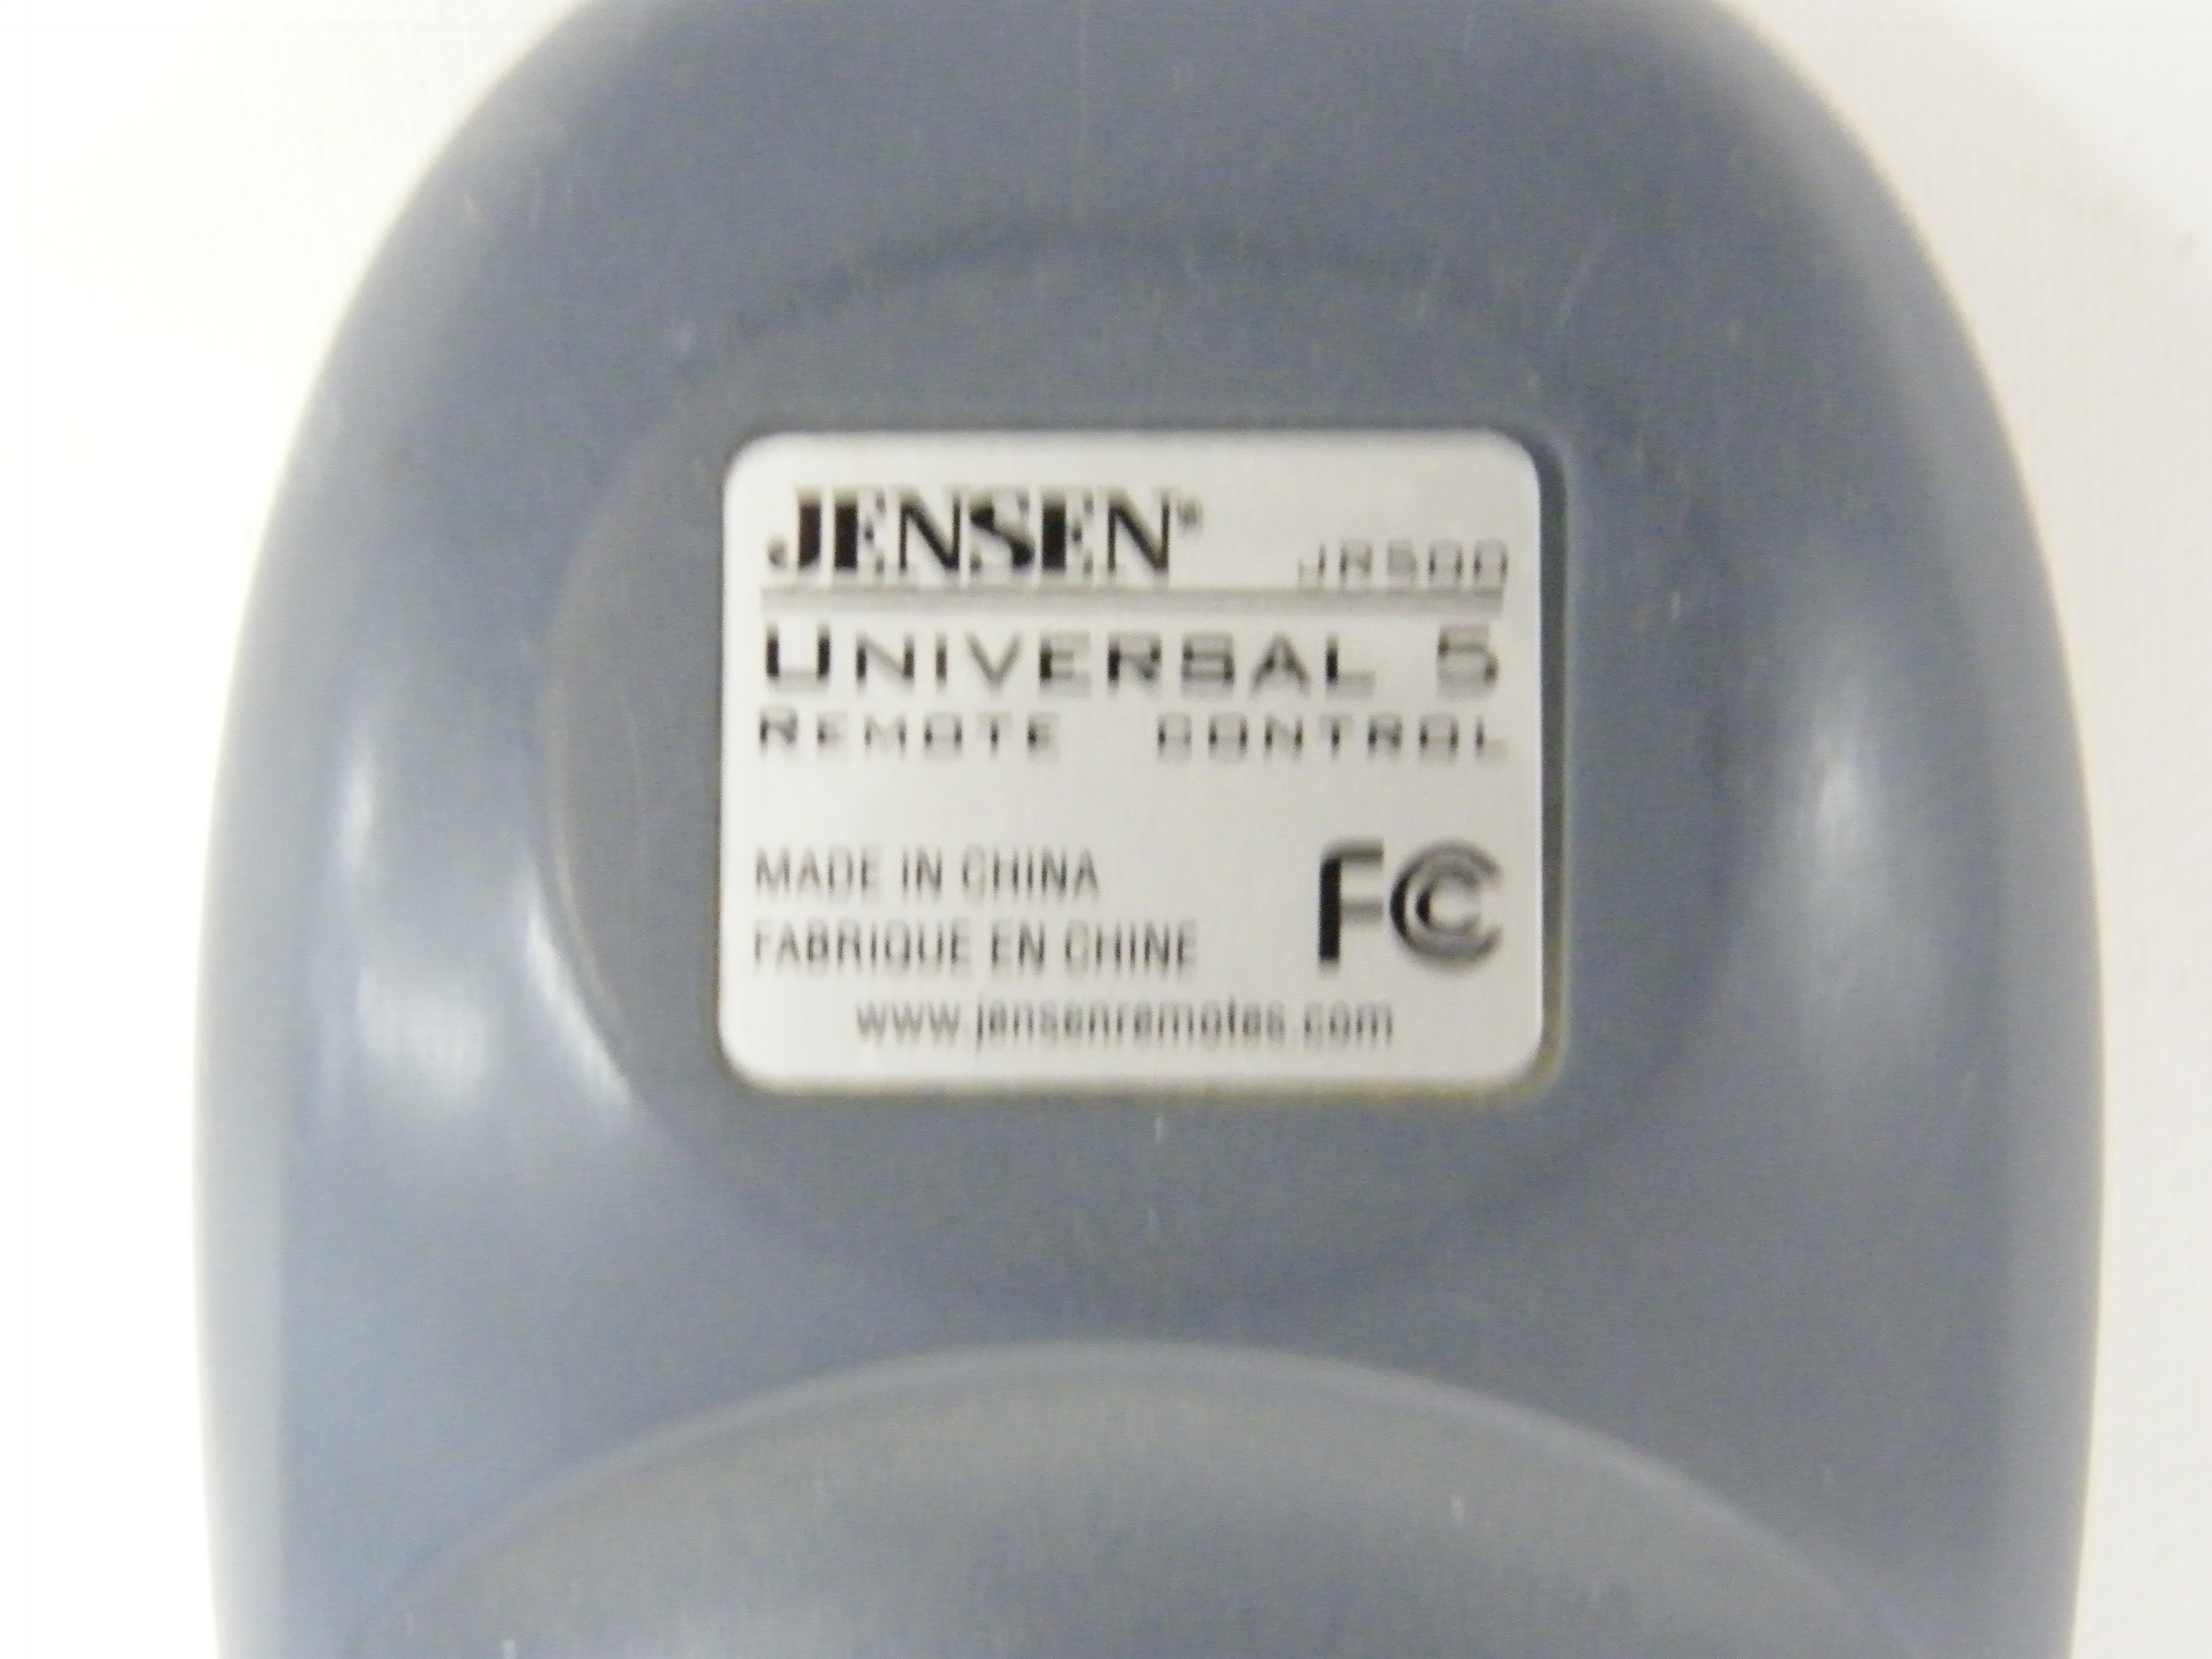 JENSEN® JR500
UNIVERSAL 5
REMOTE CONTROL
MADE IN CHINA
FABRIQUE EN CHINE
FC
www.jensenremotes.com